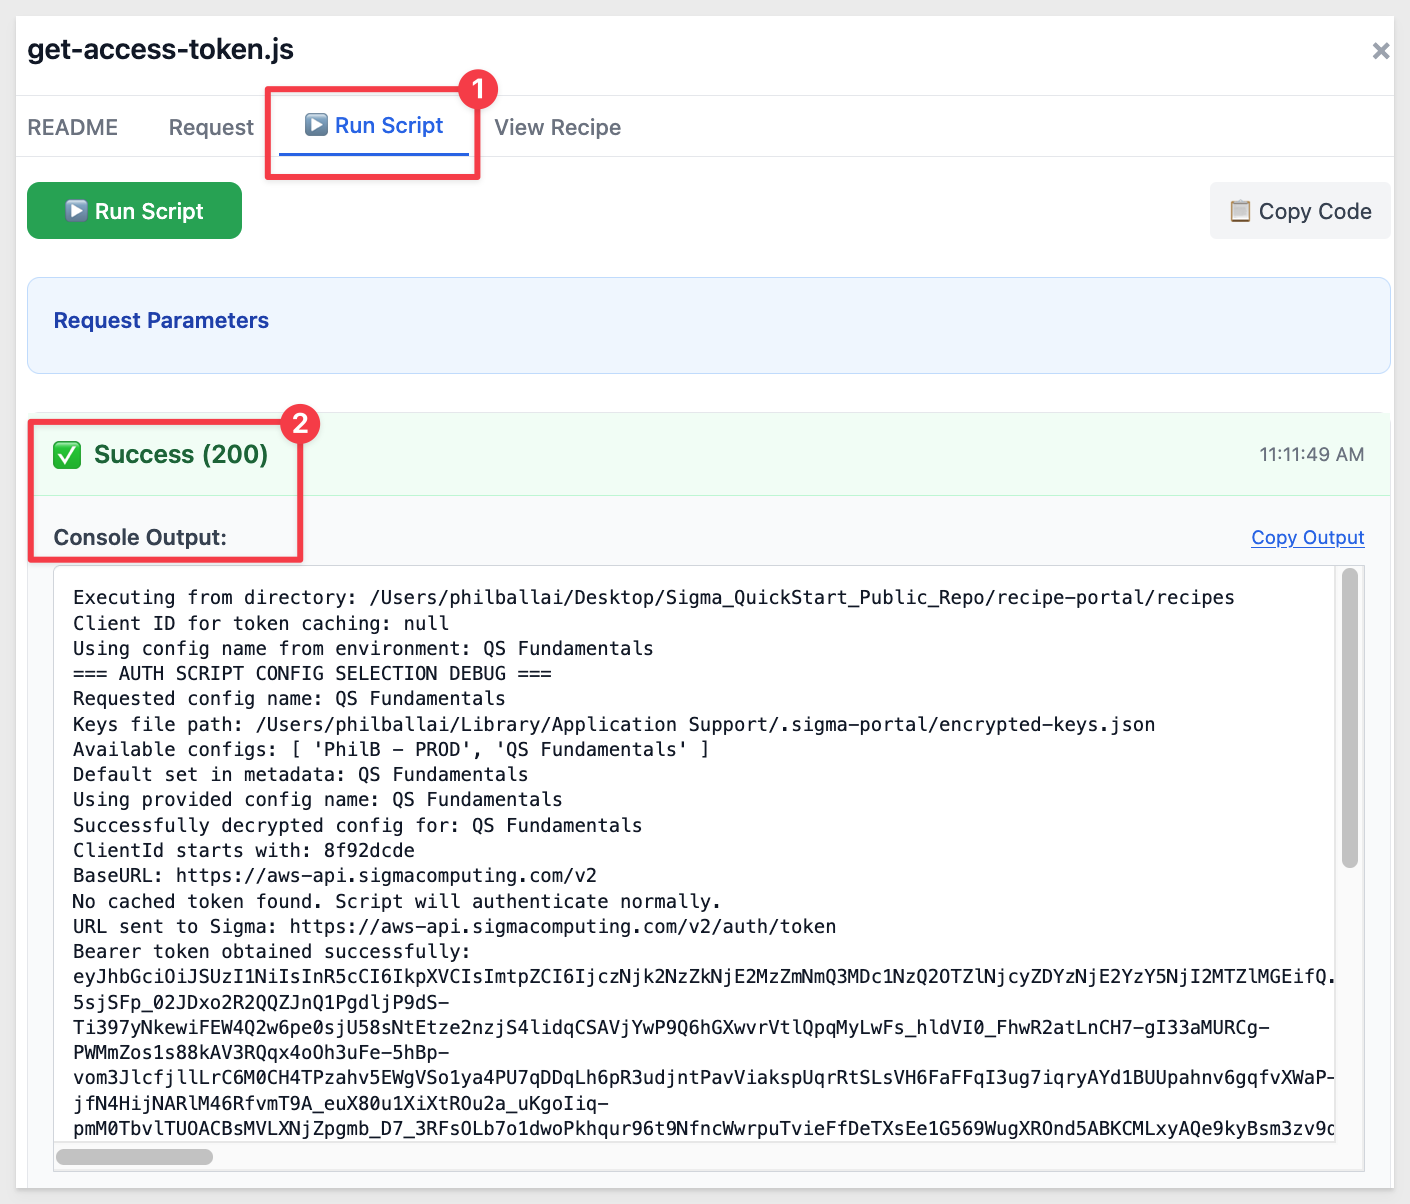 get-access-token.js
×
README Request Run Script View Recipe
1
Run Script
Copy Code
Request Parameters
2
Success (200)
11:11:49 AM
Console Output:
Copy Output
Executing from directory: /Users/philballai/Desktop/Sigma_QuickStart_Public_Repo/recipe-portal/recipes
Client ID for token caching: null
Using config name from environment: QS Fundamentals
=== AUTH SCRIPT CONFIG SELECTION DEBUG ===
Requested config name: QS Fundamentals
Keys file path: /Users/philballai/Library/Application Support/.sigma-portal/encrypted-keys.json
Available configs: [ 'PhilB - PROD', 'QS Fundamentals' ]
Default set in metadata: QS Fundamentals
Using provided config name: QS Fundamentals
Successfully decrypted config for: QS Fundamentals
ClientId starts with: 8f92dcde
BaseURL: https://aws-api.sigmacomputing.com/v2
No cached token found. Script will authenticate normally.
URL sent to Sigma: https://aws-api.sigmacomputing.com/v2/auth/token
Bearer token obtained successfully:
eyJhbGciOiJSUzI1NiIsInR5cCI6IkpXVCIsImtpZCI6IjczNjk2NzZkNjE2MzZmNmQ3MDc1NzQ2OTZlNjcyZDYzNjE2YzY5NjI2MTZlMGEifQ.
5sjSFp_02JDxo2R2QQZJnQ1PgdljP9dS-
Ti397yNkewiFEW4Q2w6pe0sjU58sNtEtze2nzjS4lidqCSAVjYwP9Q6hGXwvrVtlQpqMyLwFs_hldVI0_FhwR2atLnCH7-gI33aMURCg-
PWMmZos1s88kAV3RQqx4oOh3uFe-5hBp-
vom3JlcfjllLrC6M0CH4TPzahv5EWgVSo1ya4PU7qDDqLh6pR3udjntPavViakspUqrRtSLsVH6FaFFqI3ug7iqryAYd1BUUpahnv6gqfvXWaP-
jfN4HijNARlM46RfvmT9A_euX80u1XiXtROu2a_uKgoIiq-
pmM0TbvlTUOACBsMVLXNjZpgmb_D7_3RFsOLb7o1dwoPkhqur96t9NfncWwrpuTvieFfDeTXsEe1G569WugXROnd5ABKCMLxyAQe9kyBsm3zv9